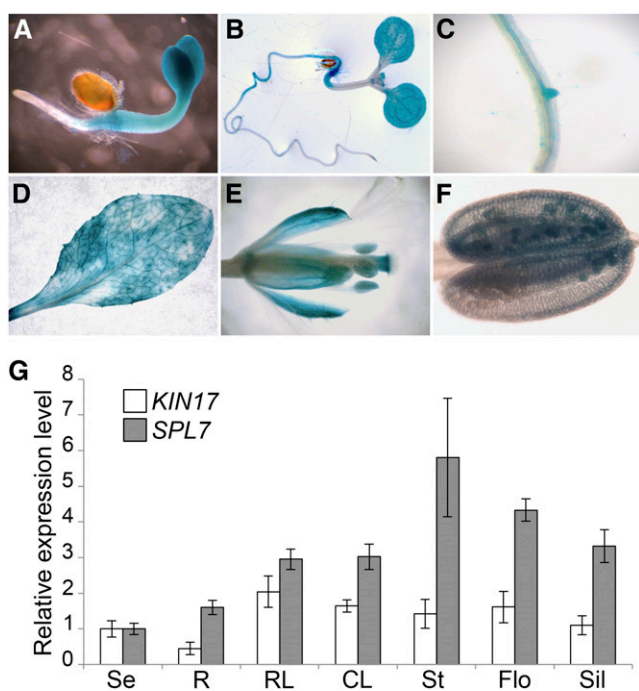 A
B
C
D
E
F
G
Relative expression level
8
7
6
5
4
3
2
1
0
KIN17
SPL7
Se R RL CL St Flo Sil